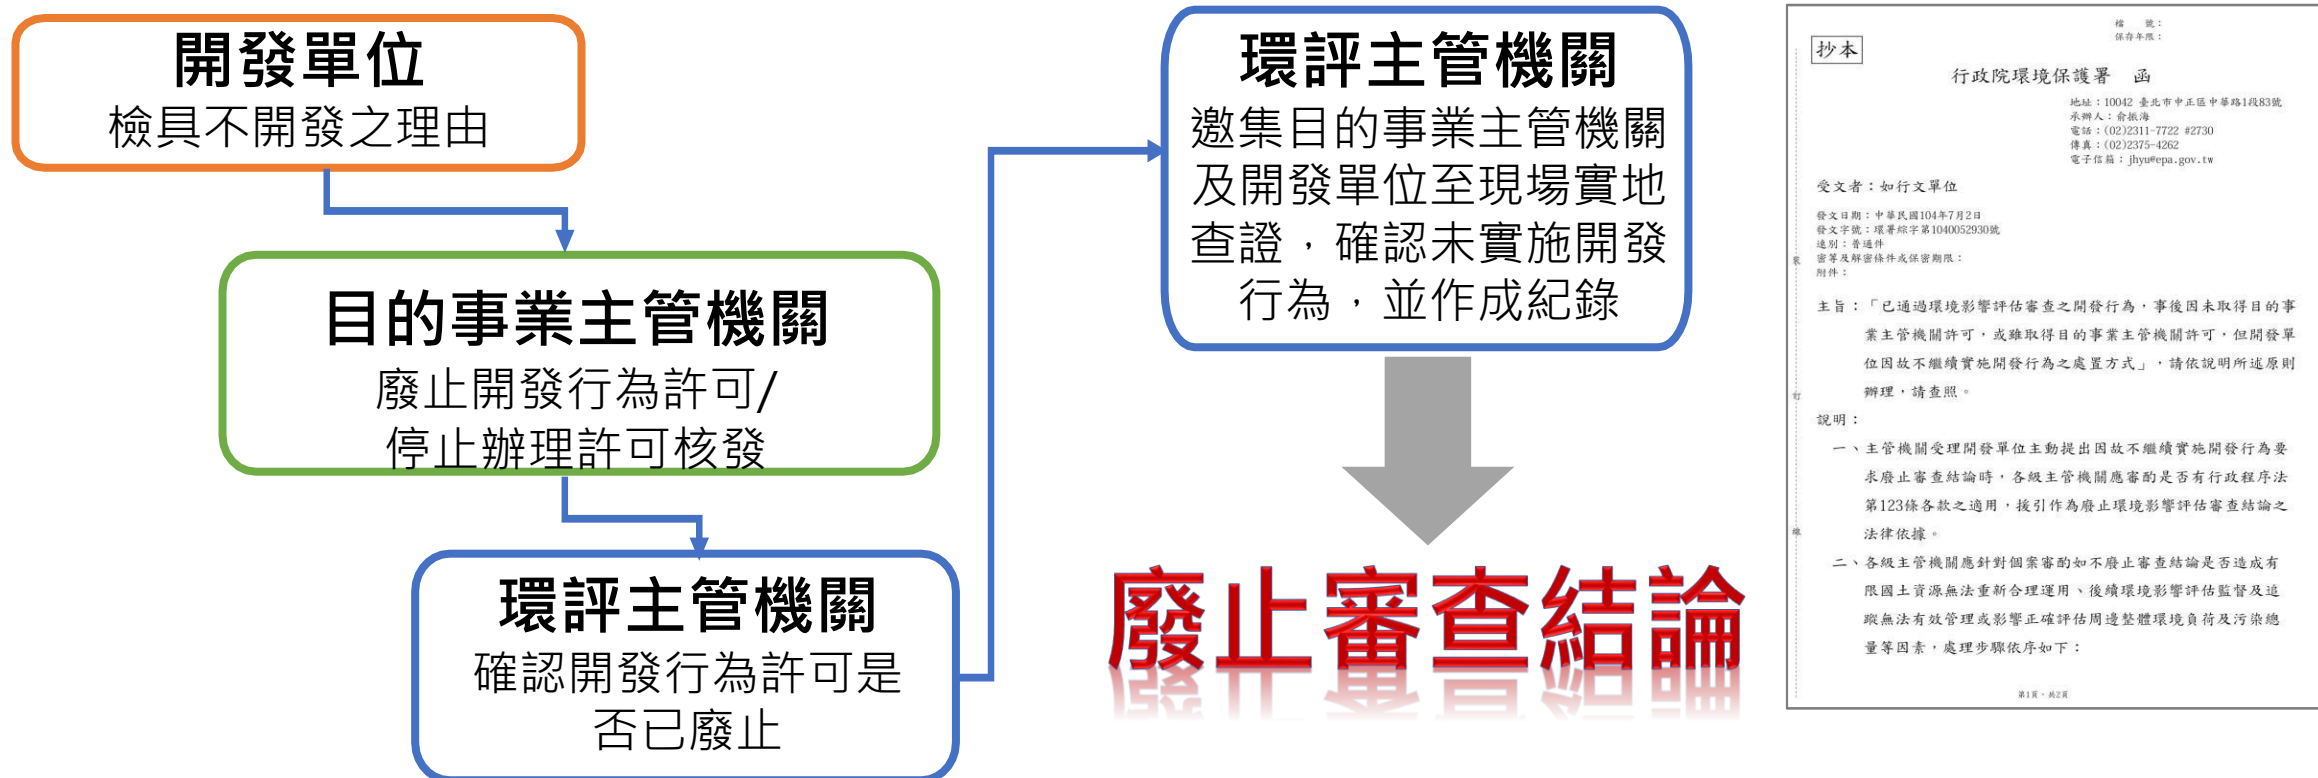 開發單位
檢具不開發之理由
目的事業主管機關
廢止開發行為許可/
停止辦理許可核發
環評主管機關
確認開發行為許可是
否已廢止
環評主管機關
邀集目的事業主管機關
及開發單位至現場實地
查證，確認未實施開發
行為，並作成紀錄
廢止審查結論
檔　號：
保存年限：
抄本
行政院環境保護署　函
地址：10042 臺北市中正區中華路1段83號
承辦人：俞振海
電話：(02)2311-7722 #2730
傳真：(02)2375-4262
電子信箱：jhyu@epa.gov.tw
受文者：如行文單位
發文日期：中華民國104年7月2日
發文字號：環署綜字第1040052930號
速別：普通件
密等及解密條件或保密期限：
附件：
主旨：「已通過環境影響評估審查之開發行為，事後因未取得目的事
業主管機關許可，或雖取得目的事業主管機關許可，但開發單
位因故不繼續實施開發行為之處置方式」，請依說明所述原則
辦理，請查照。
說明：
一、主管機關受理開發單位主動提出因故不繼續實施開發行為要
求廢止審查結論時，各級主管機關應審酌是否有行政程序法
第123條各款之適用，援引作為廢止環境影響評估審查結論之
法律依據。
二、各級主管機關應針對個案審酌如不廢止審查結論是否造成有
限國土資源無法重新合理運用、後續環境影響評估監督及追
蹤無法有效管理或影響正確評估周邊整體環境負荷及污染總
量等因素，處理步驟依序如下：
裝
訂
線
第1�，共2頁